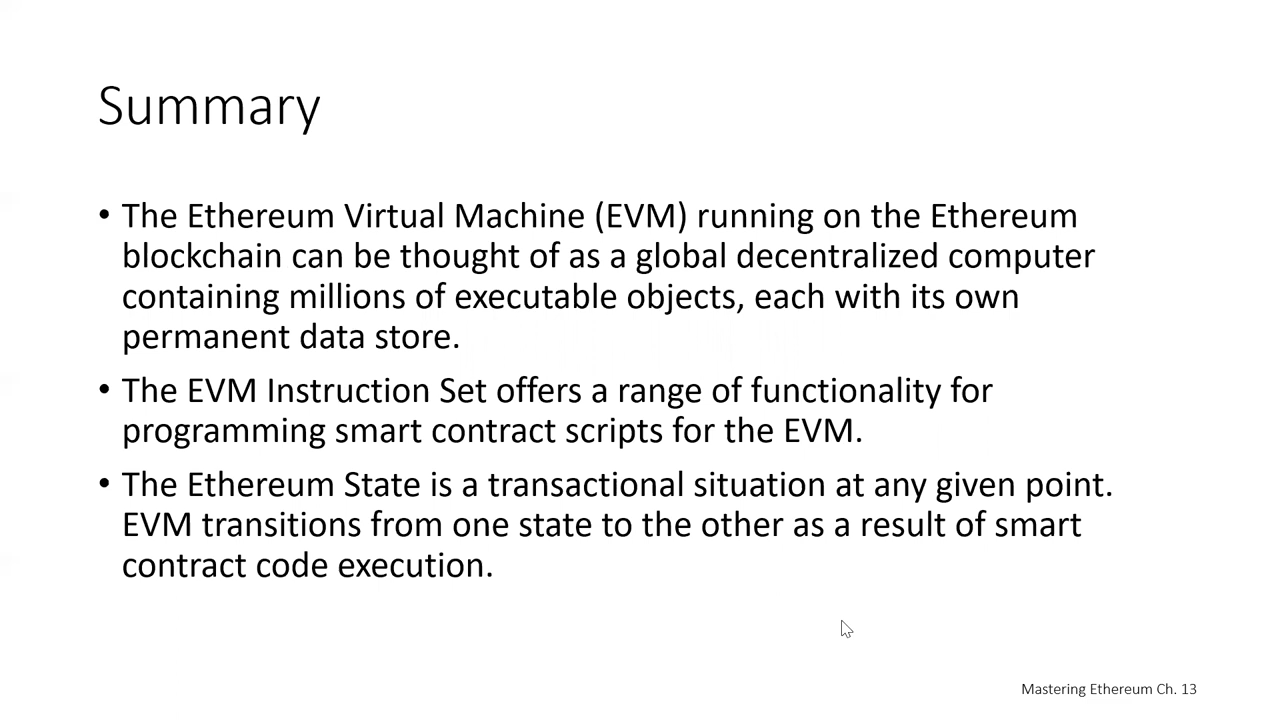 Summary
• The Ethereum Virtual Machine (EVM) running on the Ethereum
blockchain can be thought of as a global decentralized computer
containing millions of executable objects, each with its own
permanent data store.
• The EVM Instruction Set offers a range of functionality for
programming smart contract scripts for the EVM.
• The Ethereum State is a transactional situation at any given point.
EVM transitions from one state to the other as a result of smart
contract code execution.
Mastering Ethereum Ch. 13